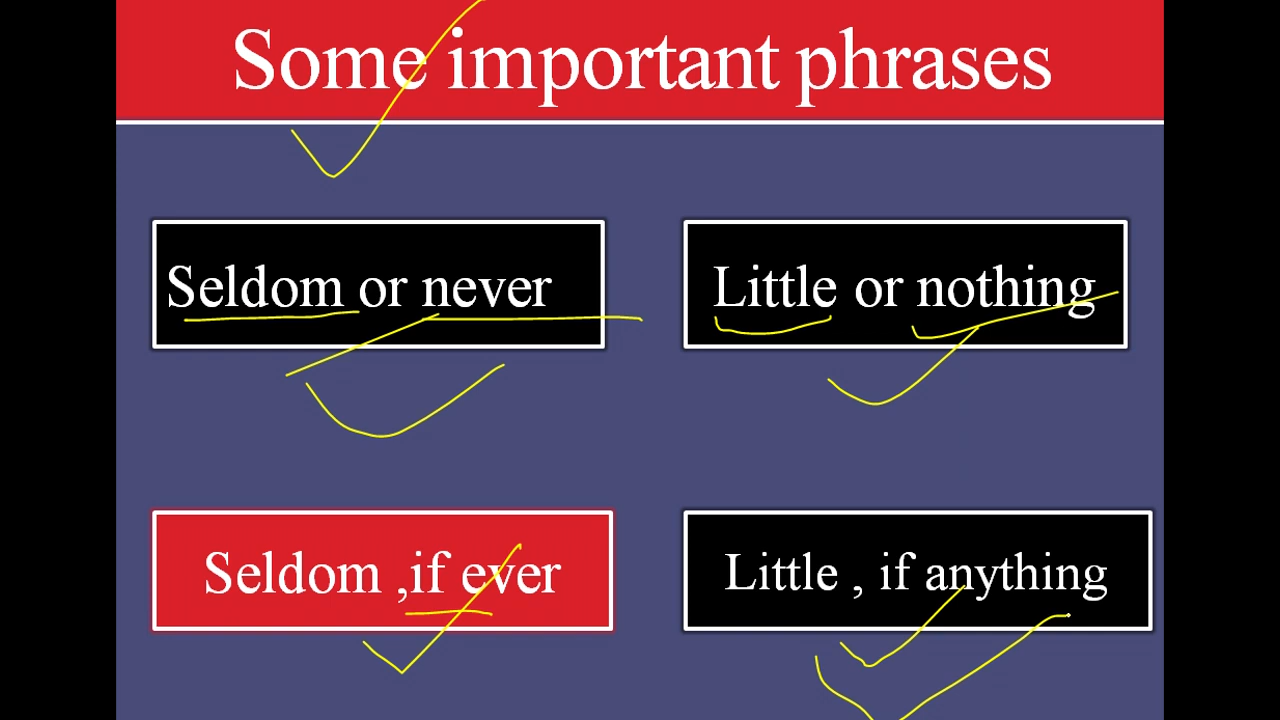 Some important phrases
Seldom or never
Little or nothing
Seldom ,if ever
Little , if anything